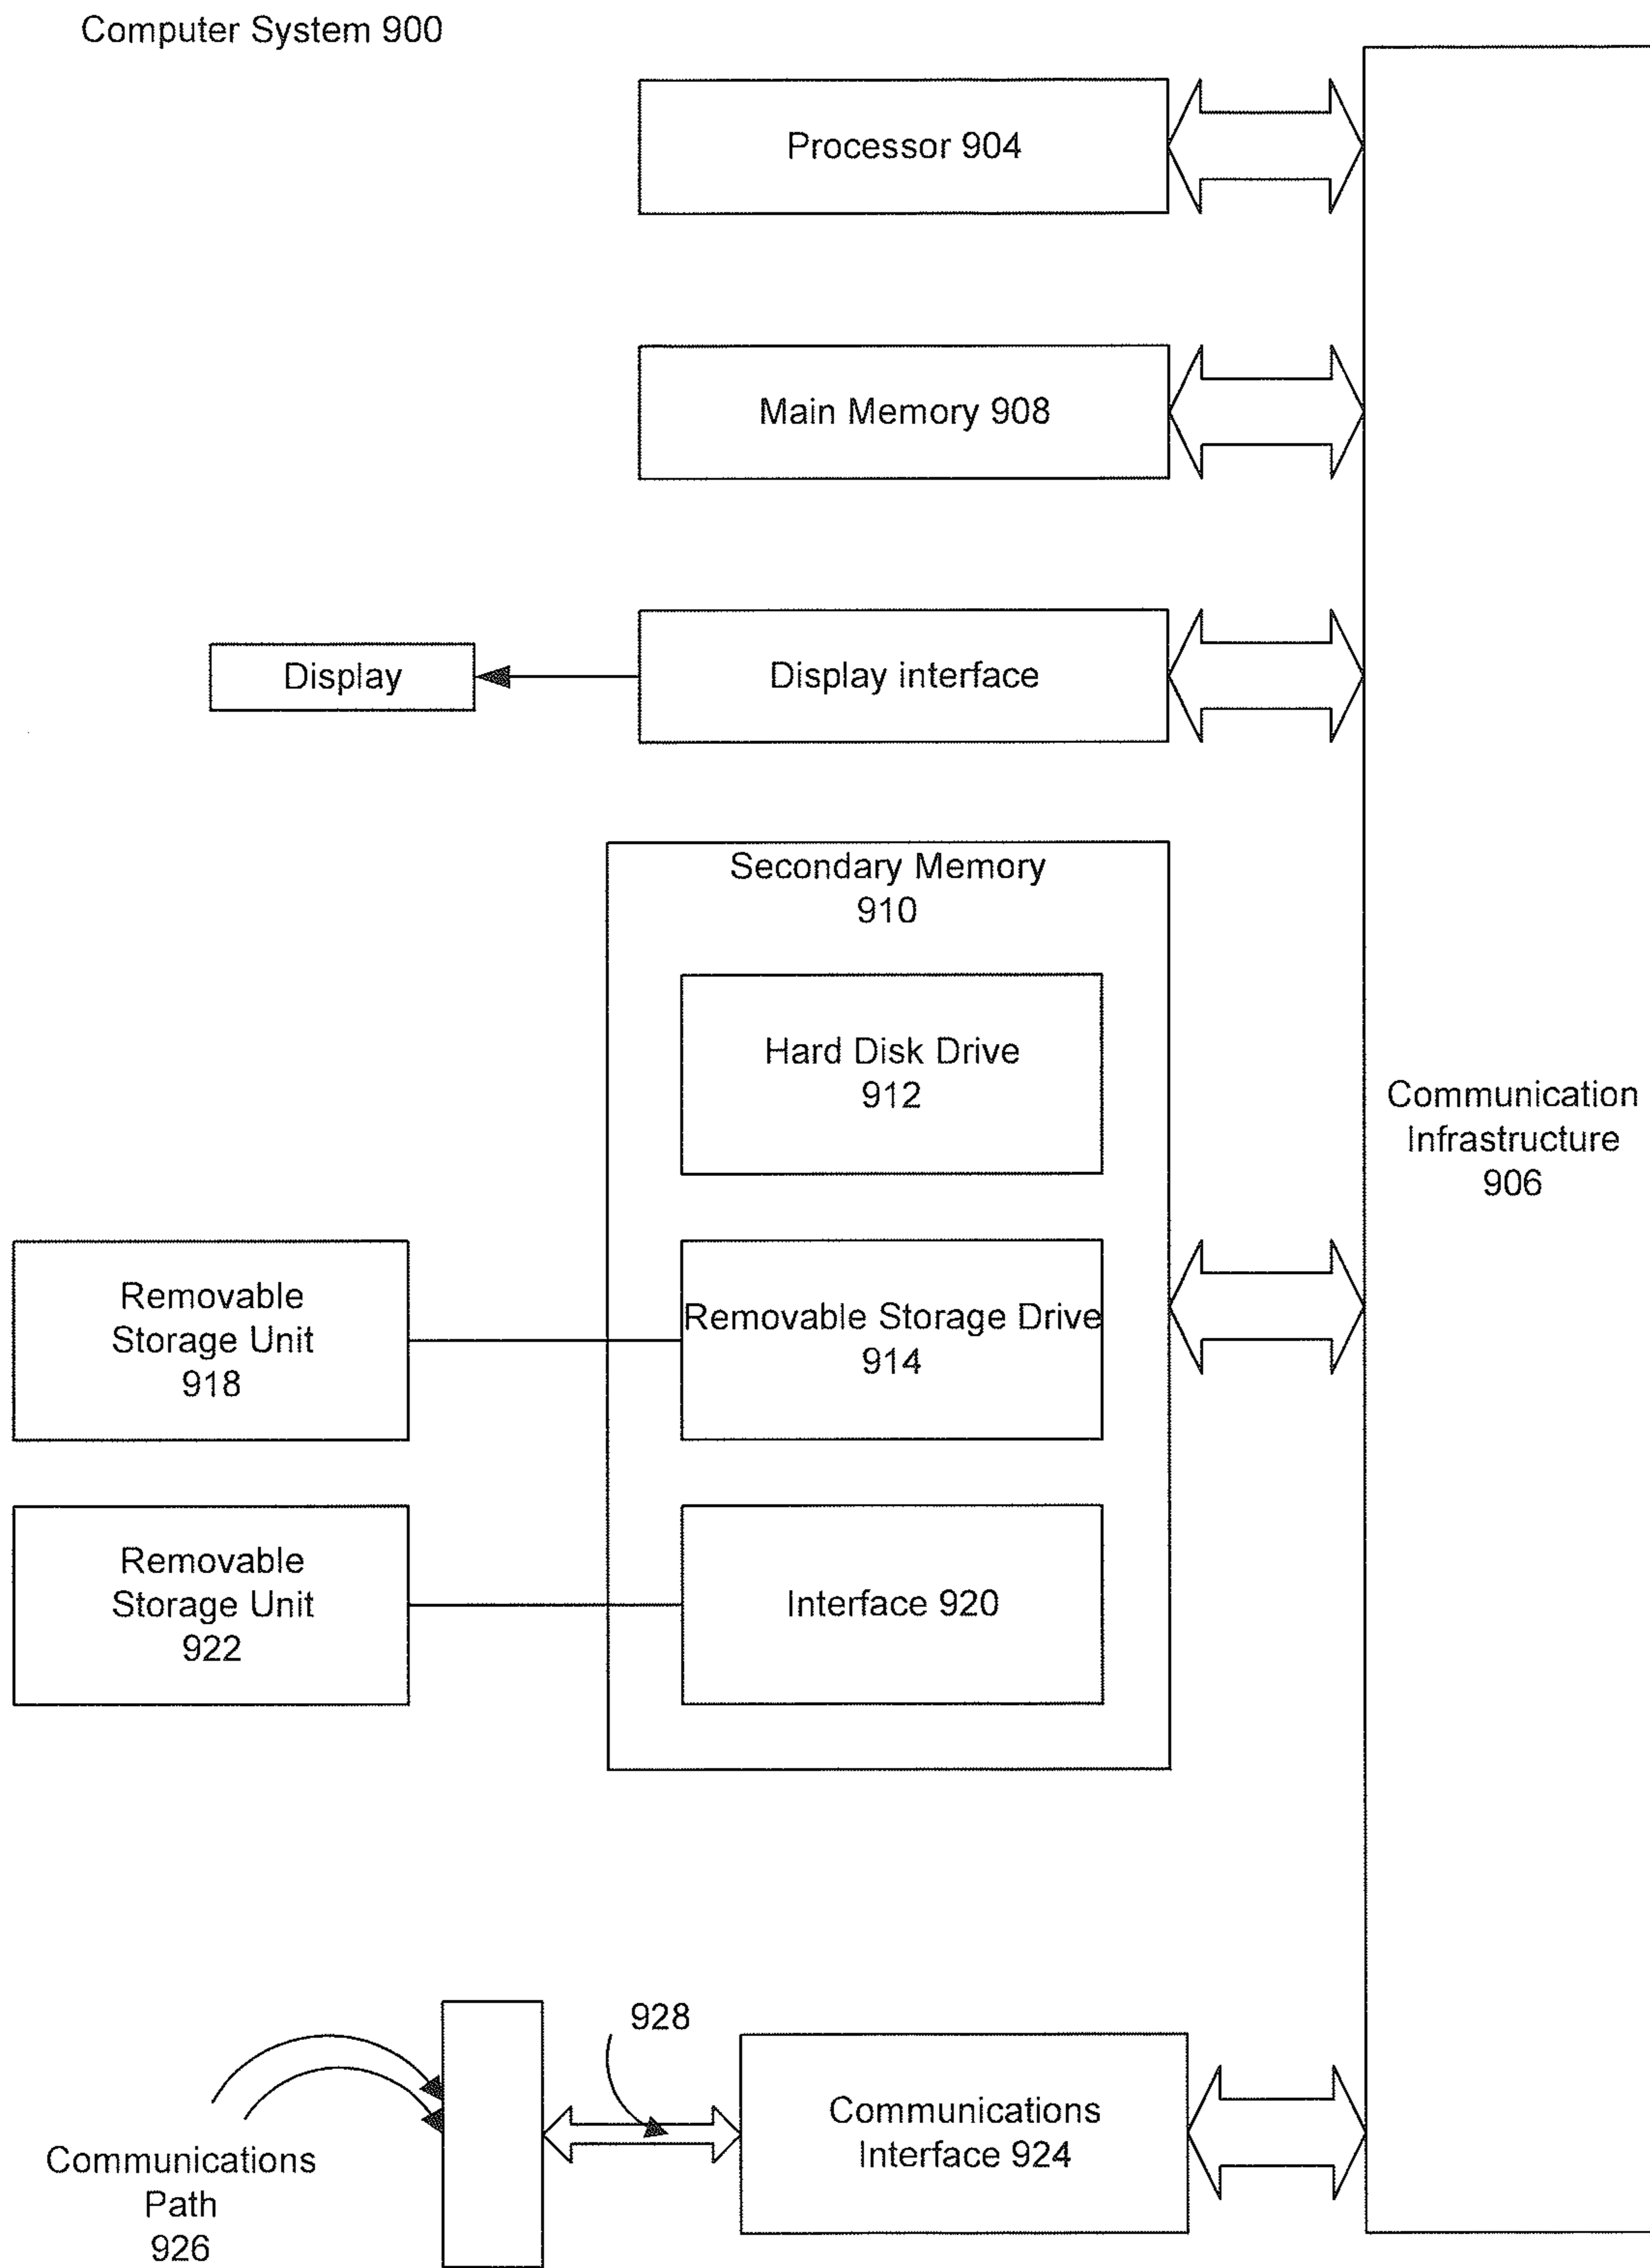 Computer System 900
Processor 904
Main Memory 908
Display
Display interface
Secondary Memory
910
Hard Disk Drive
912
Communication
Infrastructure
906
Removable
Storage Unit
918
Removable Storage Drive
914
Removable
Storage Unit
922
Interface 920
928
Communications
Interface 924
Communications
Path
926